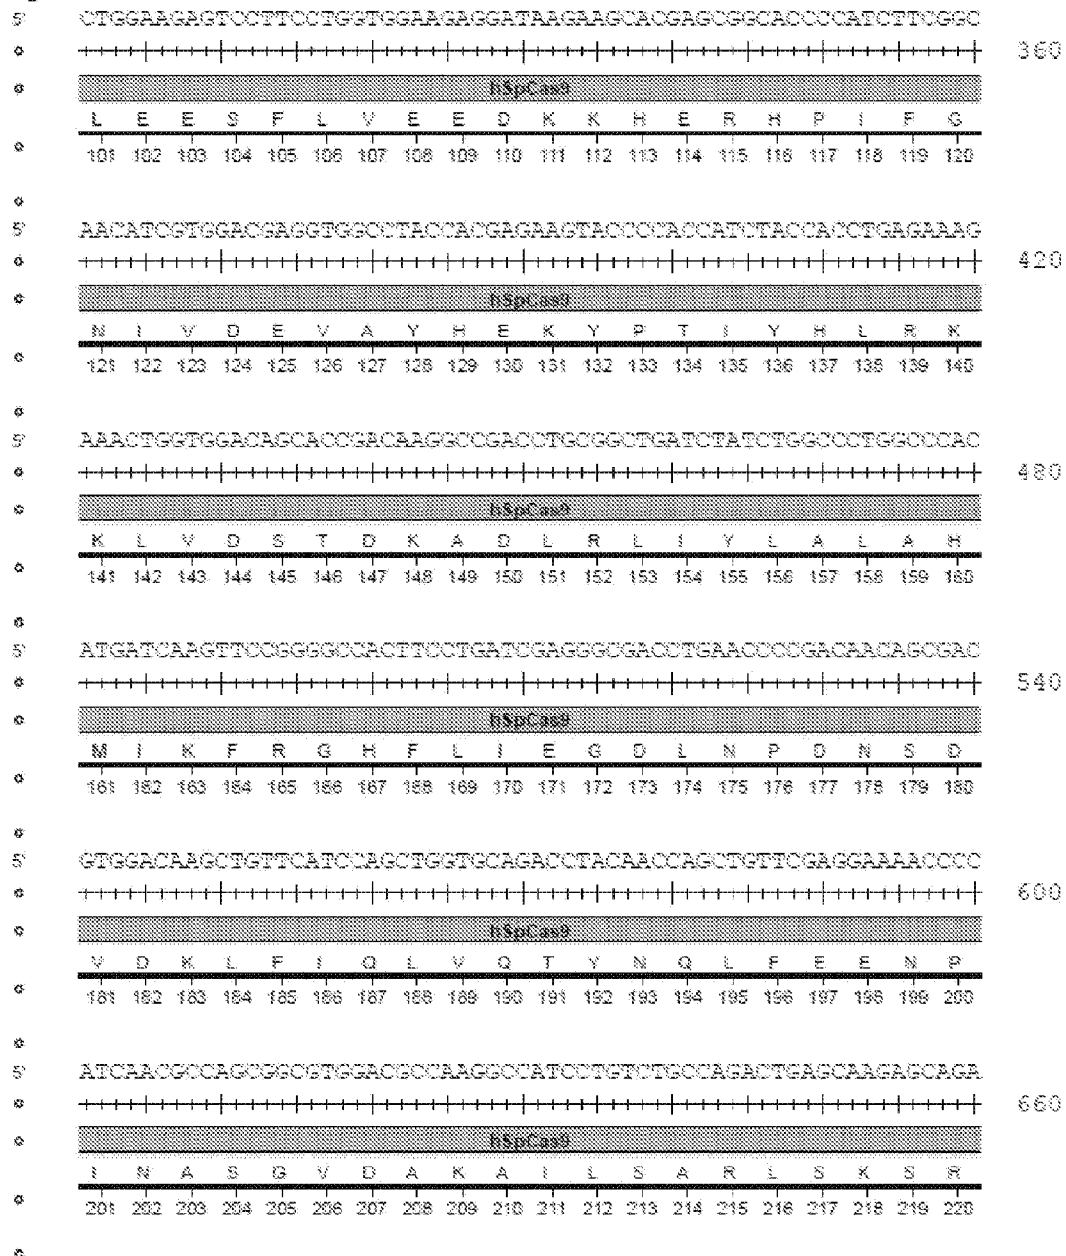 5' CTGGAAGAGTCCTTCCTGGTGGAAGAGGATAAGAAGCACGAGCGGCACCCCATCTTCGGC
360
hSpCas9
L E E S F L V E E D K K H E R H P I F G
101 102 103 104 105 106 107 108 109 110 111 112 113 114 115 116 117 118 119 120
5' AACATCGTGGACGAGGTGGCCTACCACGAGAAGTACCCCACCATCTACCACCTGAGAAAG
420
hSpCas9
N I V D E V A Y H E K Y P T I Y H L R K
121 122 123 124 125 126 127 128 129 130 131 132 133 134 135 136 137 138 139 140
5' AAACTGGTGGACAGCACCGACAAGGCCGACCTGCGGCTGATCTATCTGGCCCTGGCCCAC
480
hSpCas9
K L V D S T D K A D L R L I Y L A L A H
141 142 143 144 145 146 147 148 149 150 151 152 153 154 155 156 157 158 159 160
5' ATGATCAAGTTCCGGGGCCACTTCCTGATCGAGGGCGACCTGAACCCCGACAACAGCGAC
540
hSpCas9
M I K F R G H F L I E G D L N P D N S D
161 162 163 164 165 166 167 168 169 170 171 172 173 174 175 176 177 178 179 180
5' GTGGACAAGCTGTTCATCCAGCTGGTGCAGACCTACAACCAGCTGTTCGAGGAAAACCCC
600
hSpCas9
V D K L F I Q L V Q T Y N Q L F E E N P
181 182 183 184 185 186 187 188 189 190 191 192 193 194 195 196 197 198 199 200
5' ATCAACGCCAGCGGCGTGGACGCCAAGGCCATCCTGTCTGCCAGACTGAGCAAGAGCAGA
660
hSpCas9
I N A S G V D A K A I L S A R L S K S R
201 202 203 204 205 206 207 208 209 210 211 212 213 214 215 216 217 218 219 220